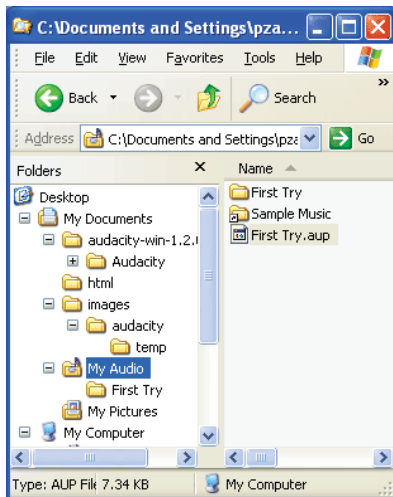 C:\Documents and Settings\pza...
File Edit View Favorites Tools Help
Back Search »
Address C:\Documents and Settings\pza Go
Folders × Name
Desktop
My Documents
audacity-win-1.2.
Audacity
html
images
audacity
temp
My Audio
First Try
My Pictures
My Computer
First Try
Sample Music
First Try.aup
Type: AUP File 7.34 KB My Computer